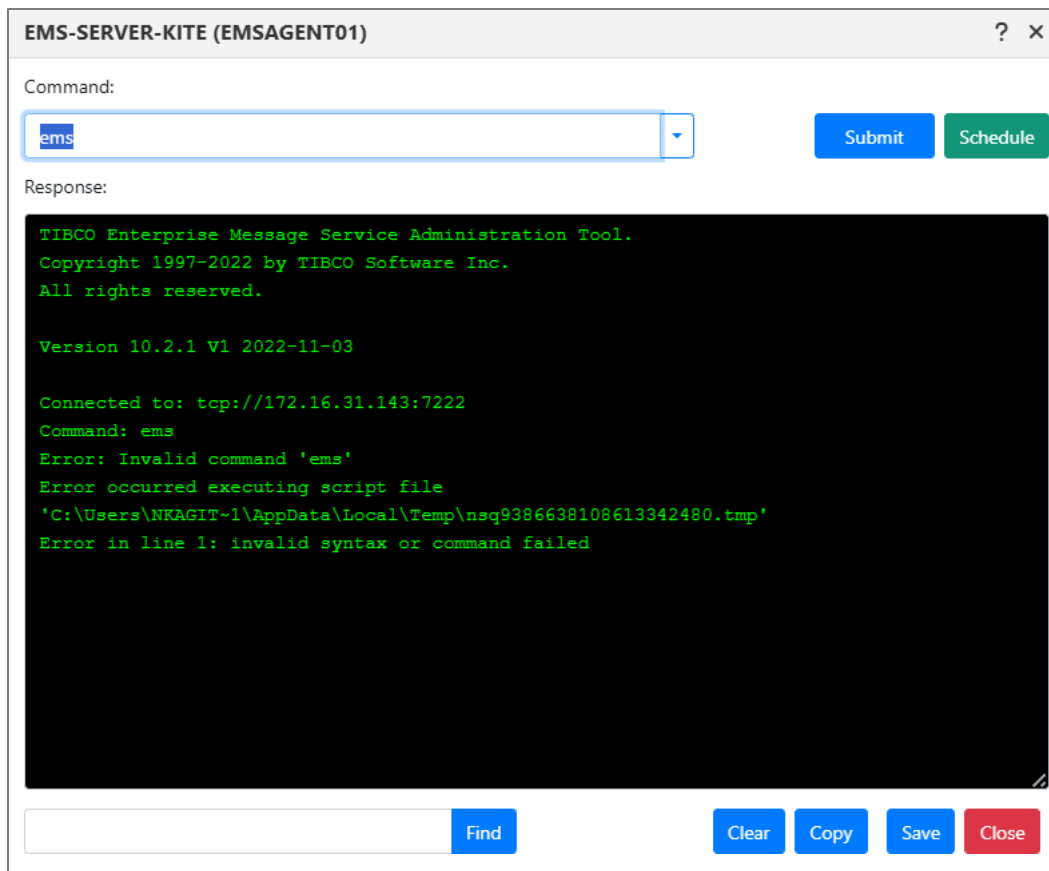 EMS-SERVER-KITE (EMSAGENT01)
? ×
Command:
ems
Submit
Schedule
Response:
TIBCO Enterprise Message Service Administration Tool.
Copyright 1997-2022 by TIBCO Software Inc.
All rights reserved.
Version 10.2.1 V1 2022-11-03
Connected to: tcp://172.16.31.143:7222
Command: ems
Error: Invalid command 'ems'
Error occurred executing script file
'C:\Users\NKAGIT~1\AppData\Local\Temp\nsq9386638108613342480.tmp'
Error in line 1: invalid syntax or command failed
Find
Clear
Copy
Save
Close